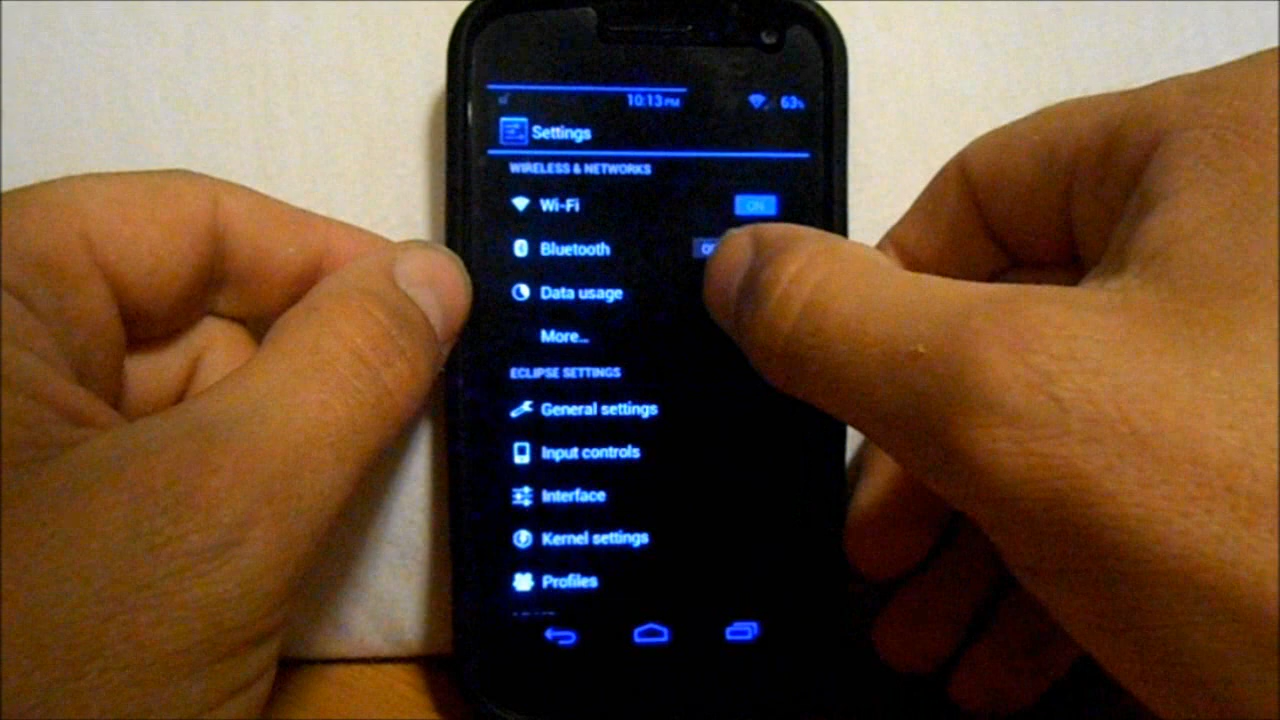 10:13 PM 63%
Settings
WIRELESS & NETWORKS
Wi-Fi ON
Bluetooth
Data usage
More...
ECLIPSE SETTINGS
General settings
Input controls
Interface
Kernel settings
Profiles